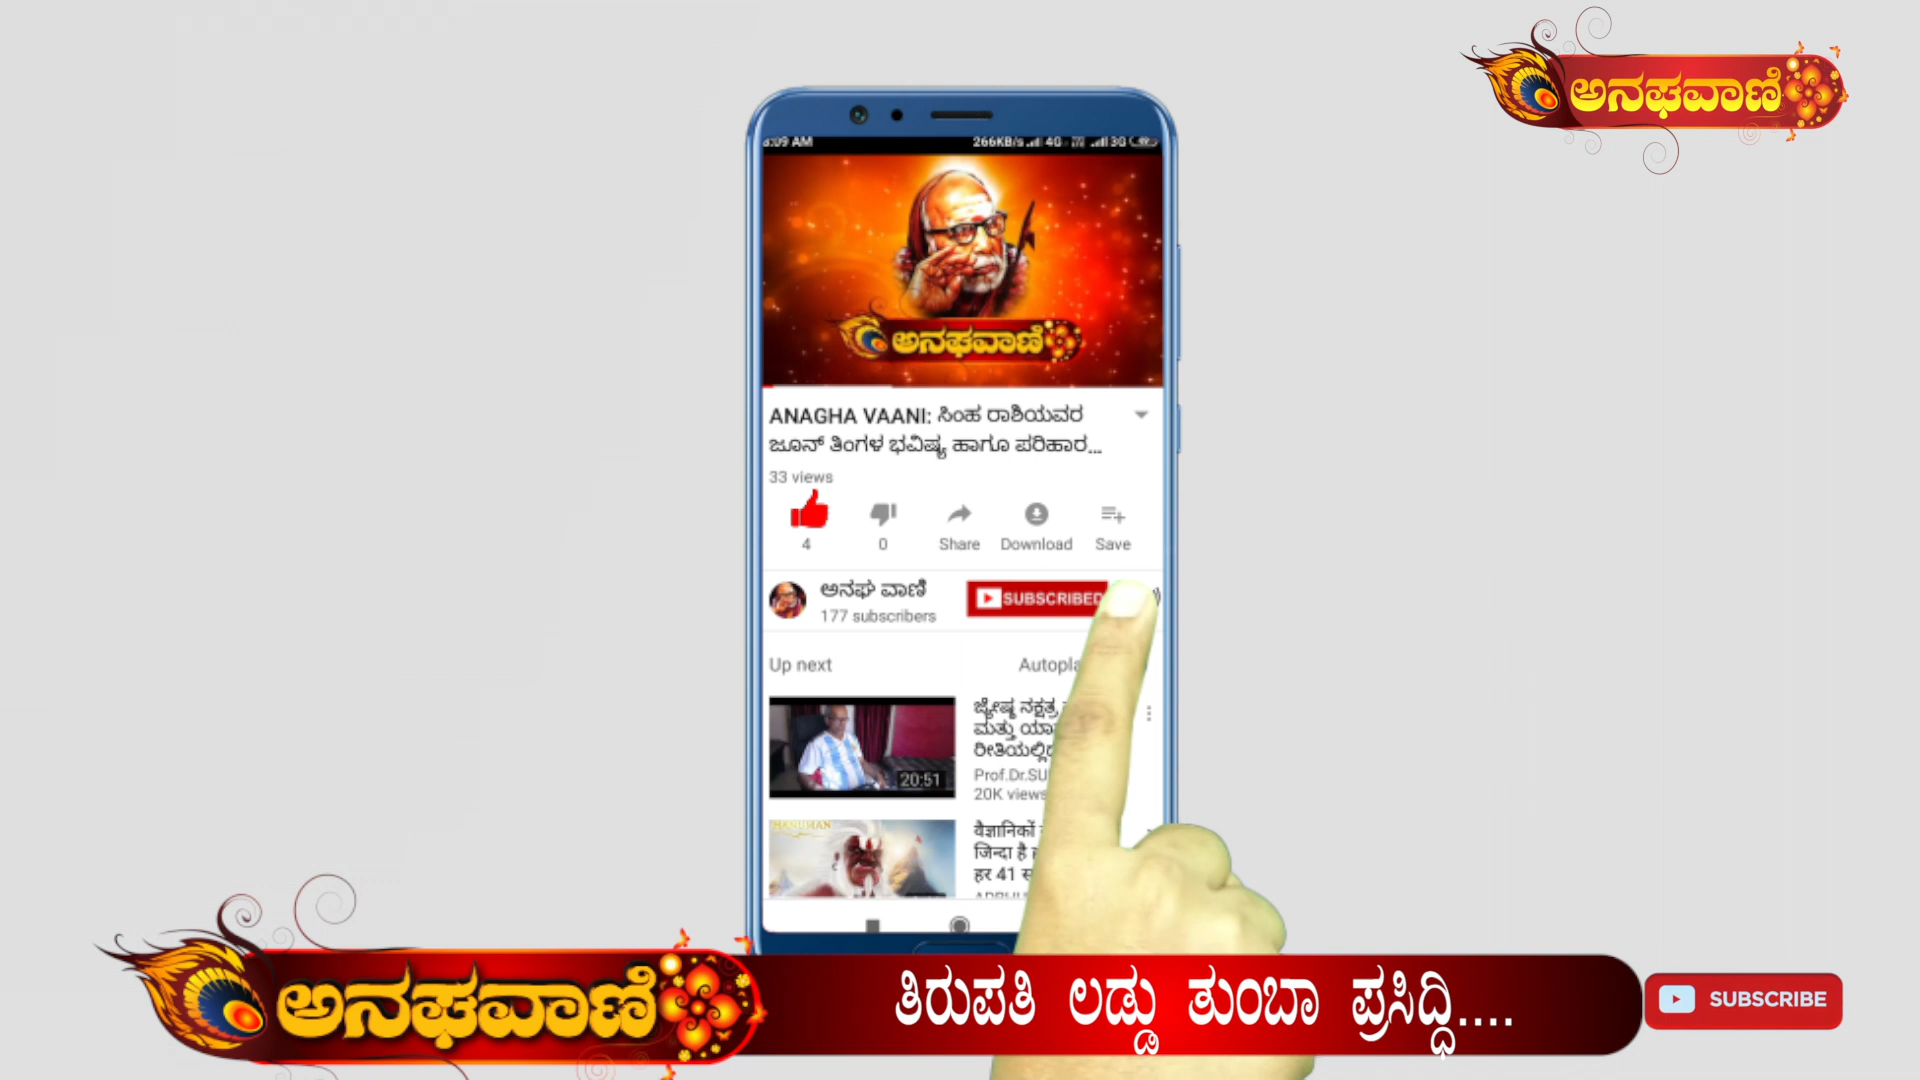 ಅನಘವಾಣಿ
:09 AM
266KB/s 4G 3G
ಅನಘವಾಣಿ
ANAGHA VAANI: ಸಿಂಹ ರಾಶಿಯವರ
ಜೂನ್ ತಿಂಗಳ ಭವಿಷ್ಯ ಹಾಗೂ ಪರಿಹಾರ...
33 views
4 0 Share Download Save
ಅನಘ ವಾಣಿ
SUBSCRIBED
177 subscribers
Up next
ಜ್ಯೇಷ್ಠ ನಕ್ಷತ್ರ
ಮತ್ತು
20:51
Prof.Dr.SU
20K views
HANUMAN
वैज्ञानिकों
जिन्दा है
हर 41
ಅನಘವಾಣಿ
ತಿರುಪತಿ ಲಡ್ಡು ತುಂಬಾ ಪ್ರಸಿದ್ಧಿ....
SUBSCRIBE